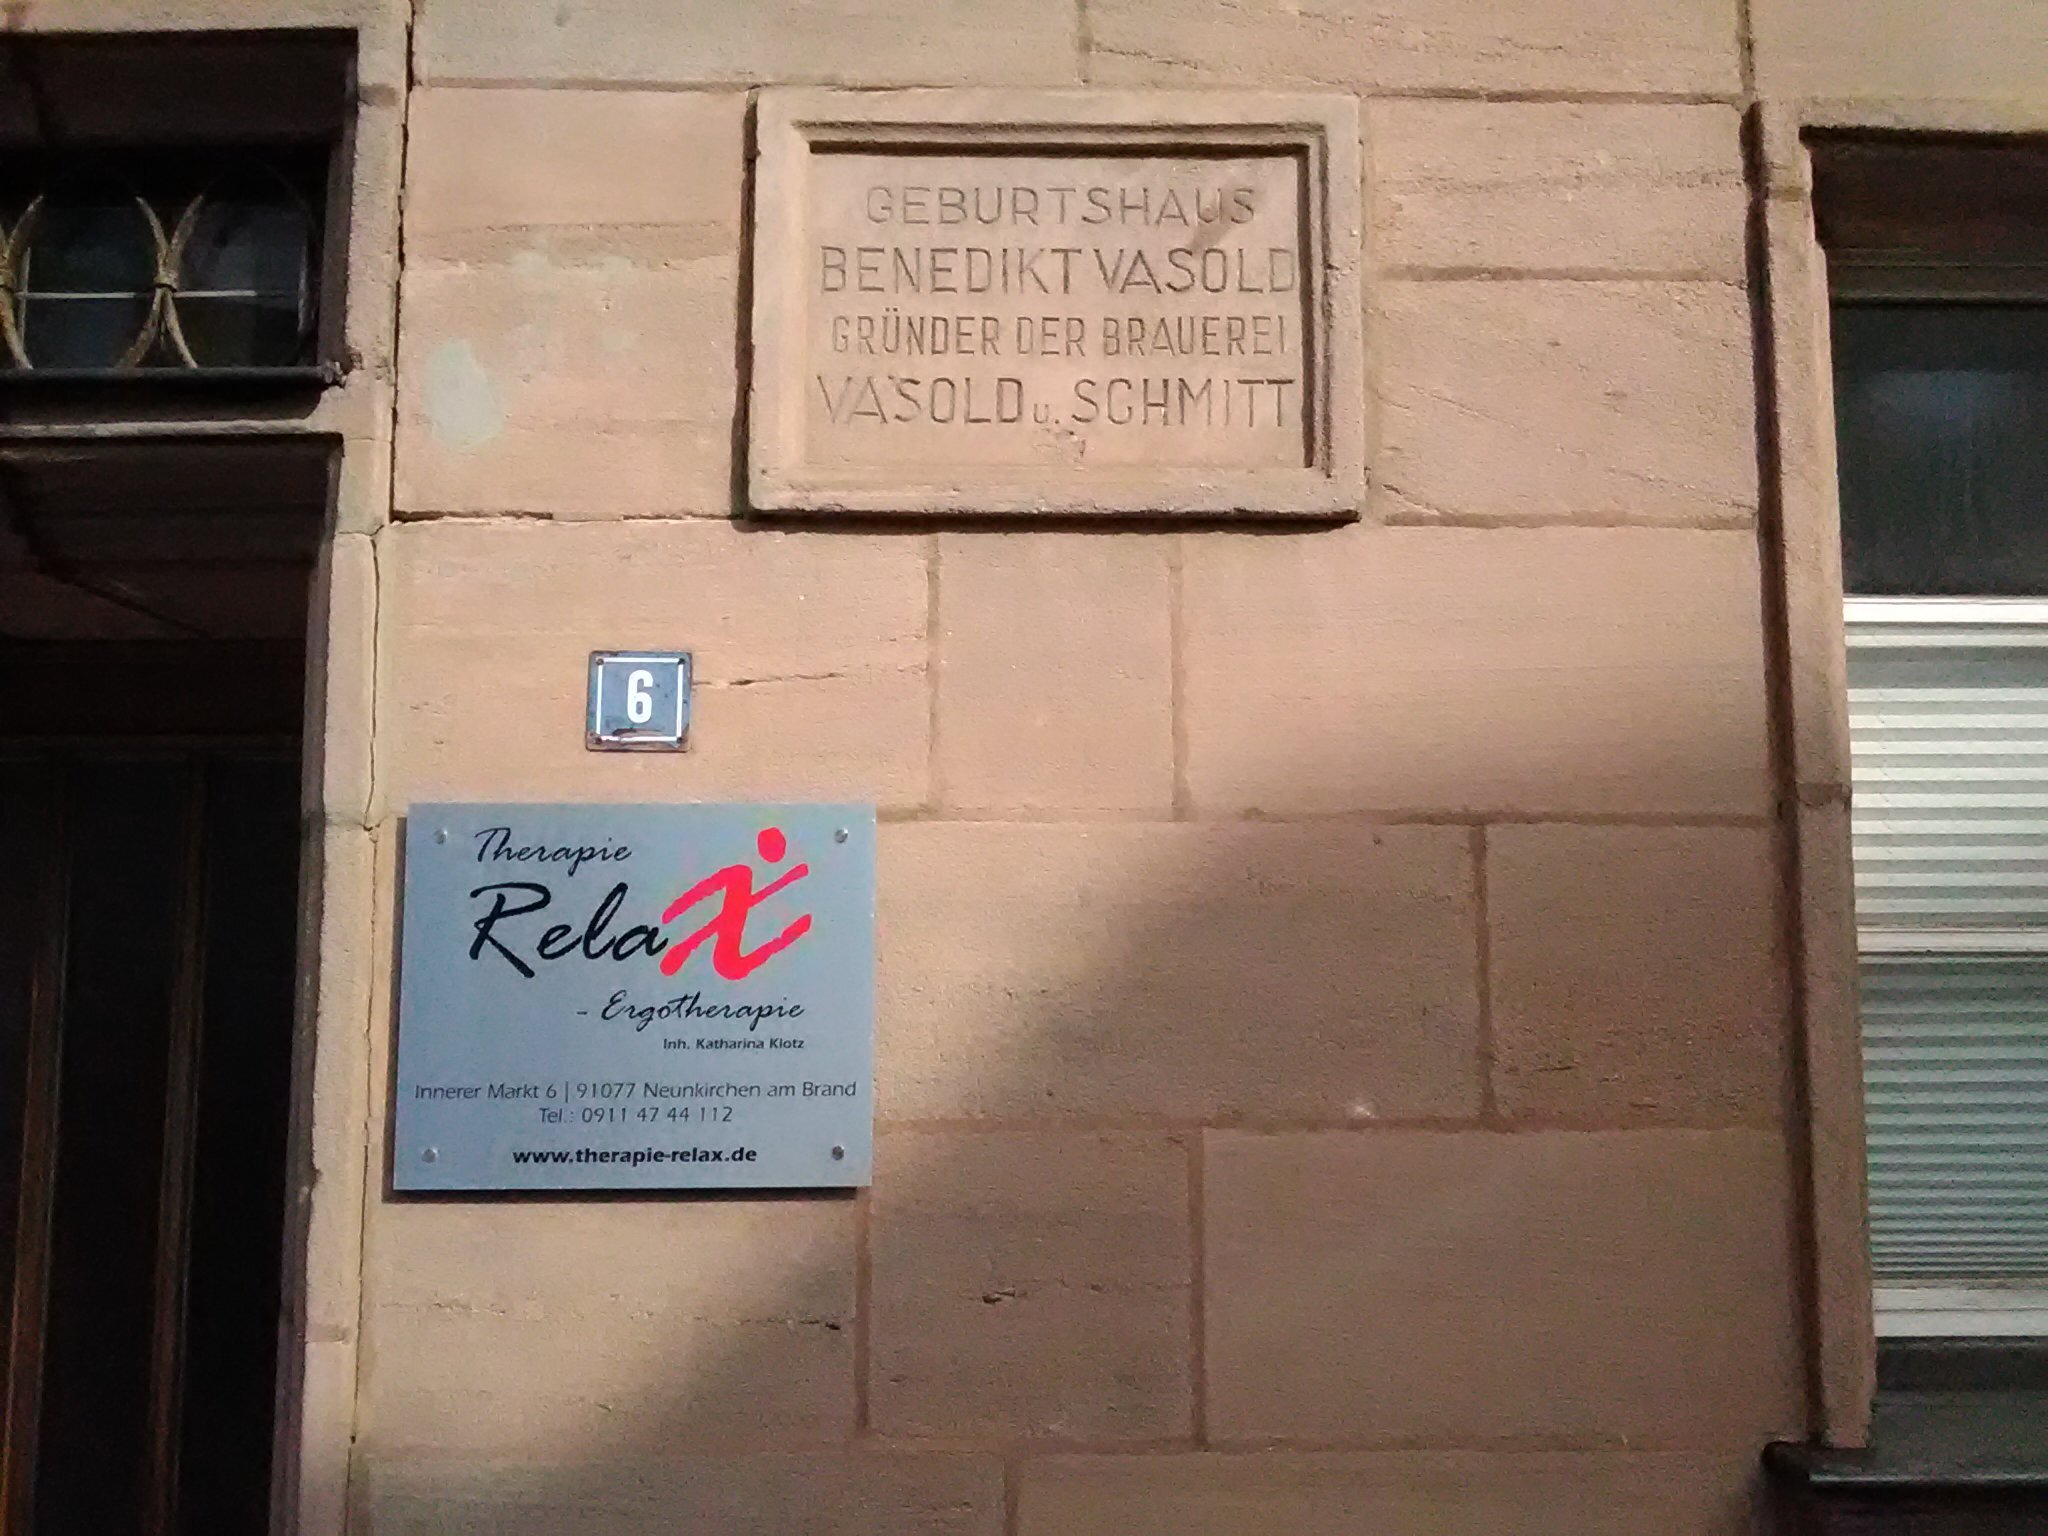 GEBURTSHAUS
BENEDIKT VASOLD
GRÜNDER DER BRAUEREI
VASOLD u. SCHMITT
6
Therapie
Relax
- Ergotherapie
Inh. Katharina Klotz
Innerer Markt 6 | 91077 Neunkirchen am Brand
Tel.: 0911 47 44 112
www.therapie-relax.de